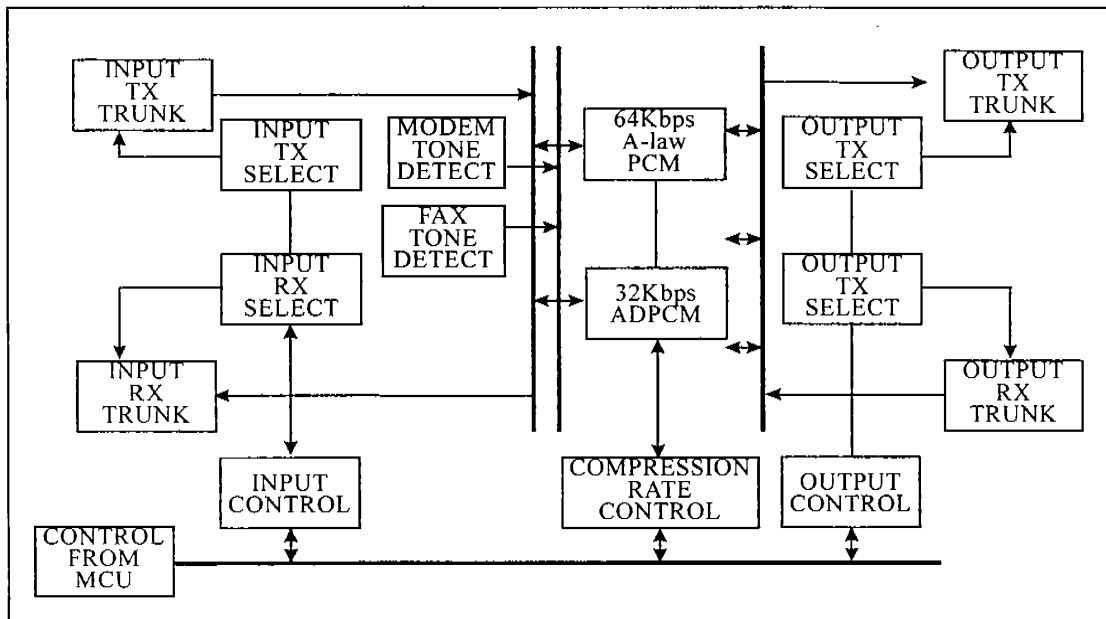 INPUT
TX
TRUNK
INPUT
TX
SELECT
MODEM
TONE
DETECT
64Kbps
A-law
PCM
OUTPUT
TX
SELECT
OUTPUT
TX
TRUNK
FAX
TONE
DETECT
INPUT
RX
SELECT
32Kbps
ADPCM
OUTPUT
TX
SELECT
INPUT
RX
TRUNK
OUTPUT
RX
TRUNK
INPUT
CONTROL
COMPRESSION
RATE
CONTROL
OUTPUT
CONTROL
CONTROL
FROM
MCU